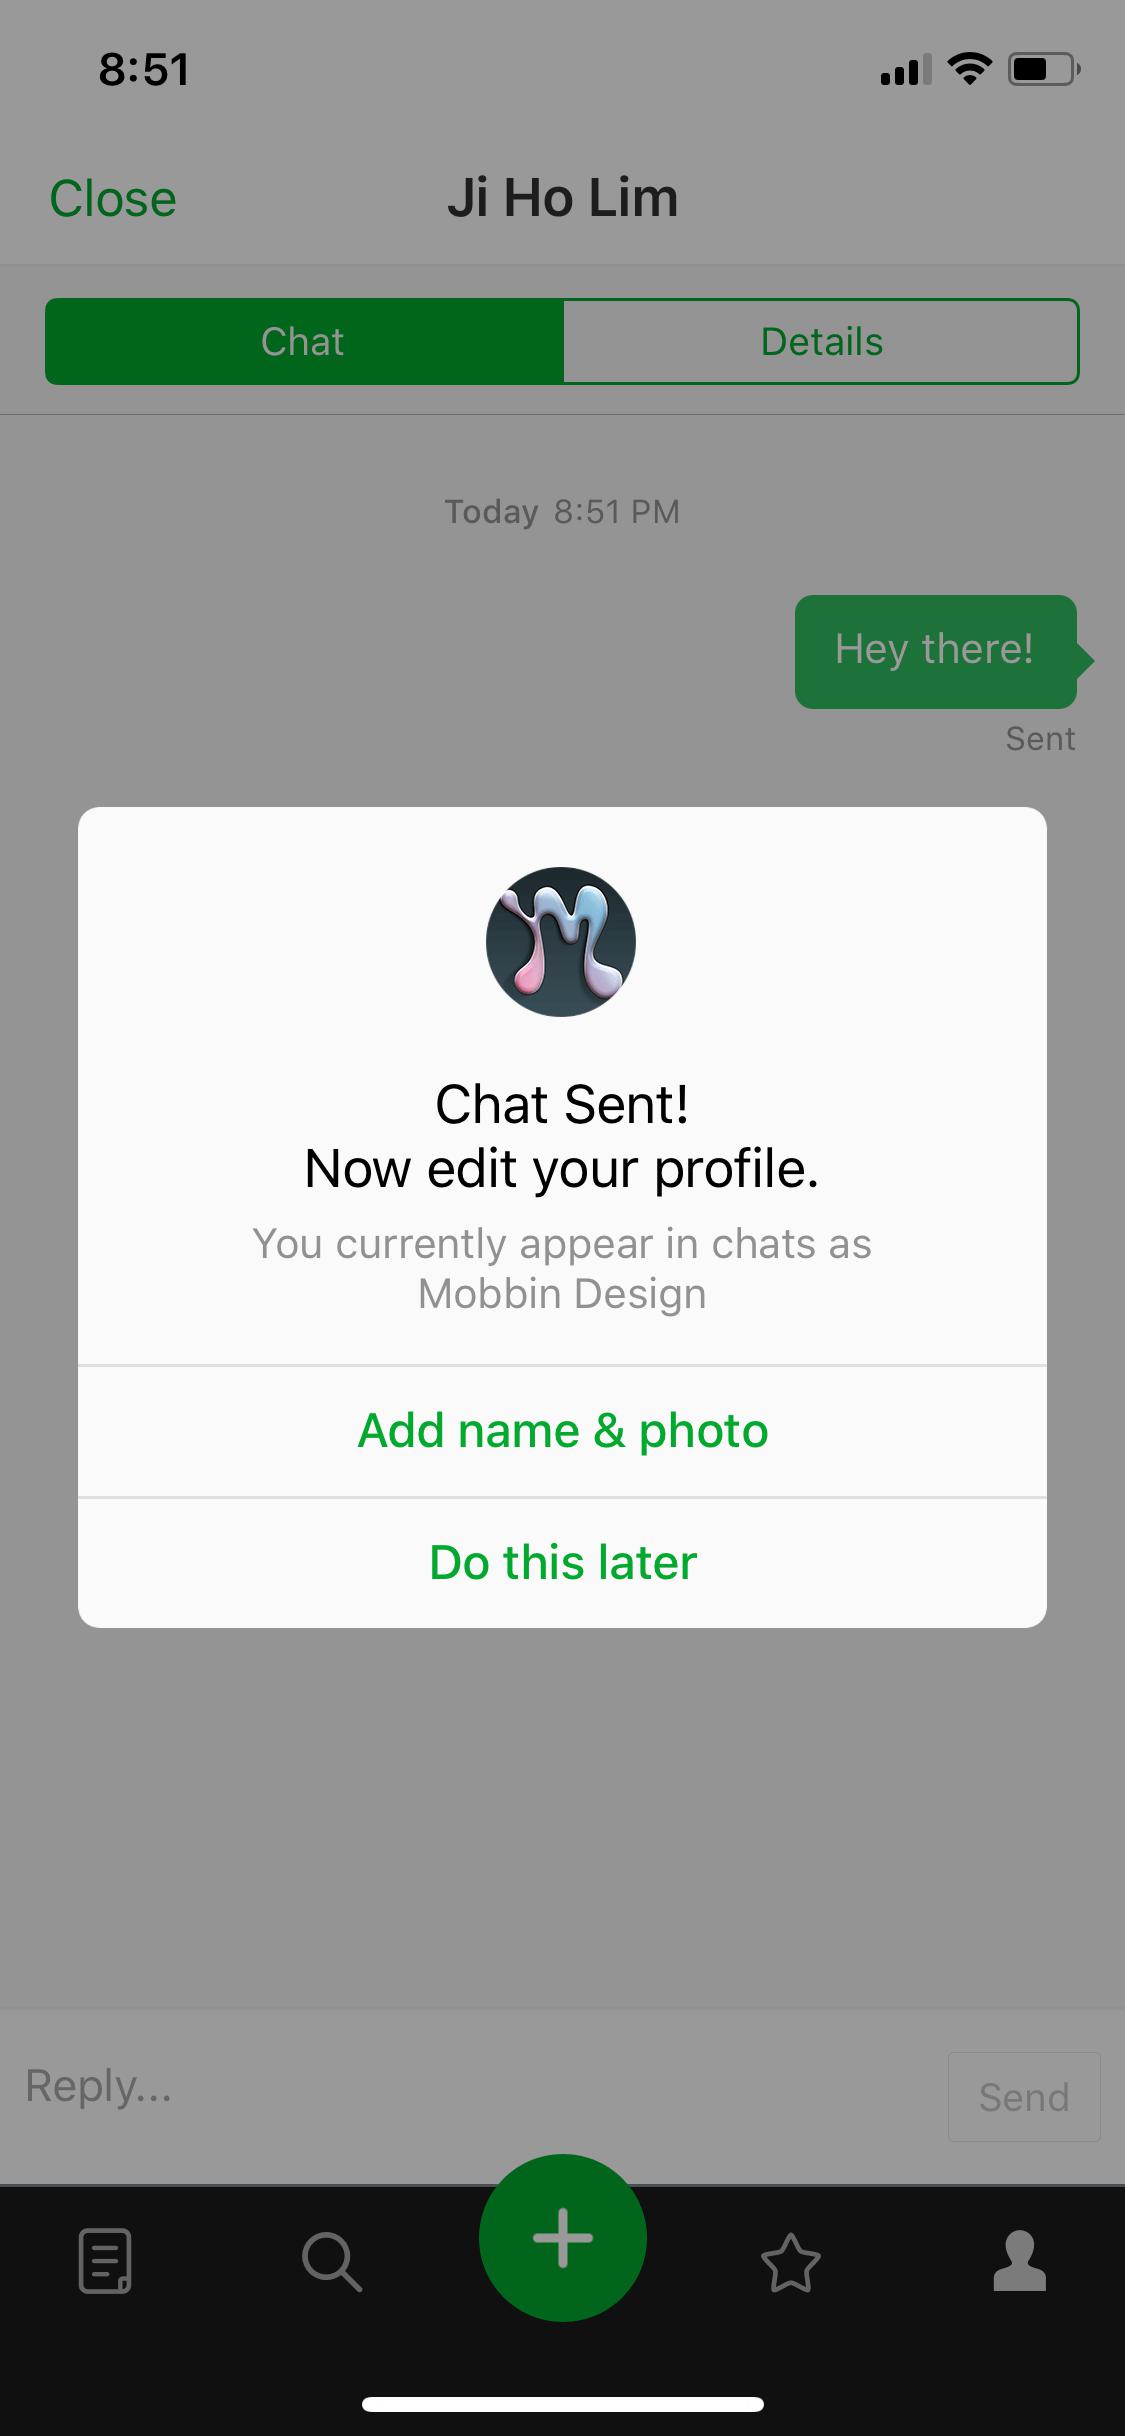 8:51
Close
Ji Ho Lim
Chat
Details
Today 8:51 PM
Hey there!
Sent
Chat Sent!
Now edit your profile.
You currently appear in chats as
Mobbin Design
Add name & photo
Do this later
Reply...
Send